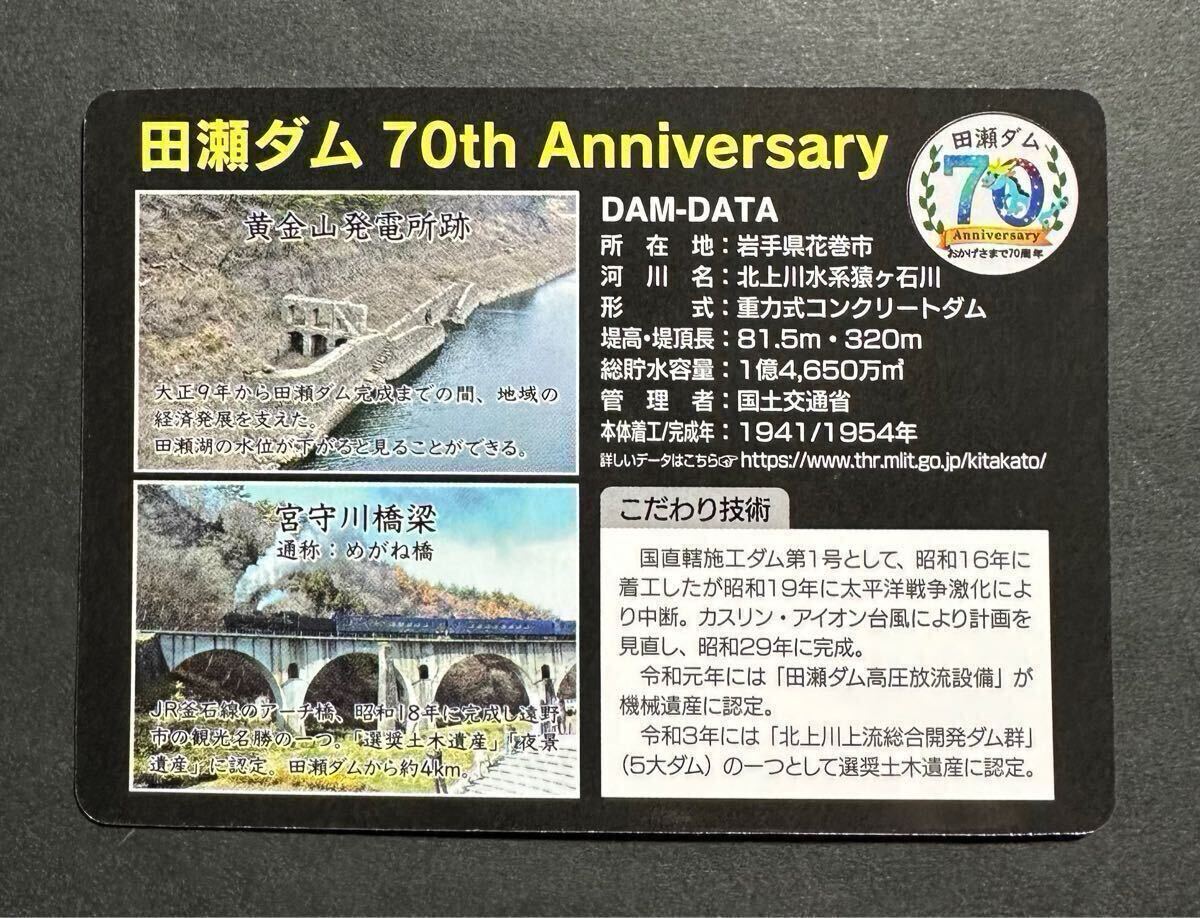 田瀬ダム 70th Anniversary
田瀬ダム
70
Anniversary
おかげさまで70周年
黄金山発電所跡
大正9年から田瀬ダム完成までの間、地域の
経済発展を支えた。
田瀬湖の水位が下がると見ることができる。
宮守川橋梁
通称：めがね橋
JR釜石線のアーチ橋、昭和18年に完成し遠野
市の観光名勝の一つ。「選奨土木遺産」「夜景
遺産」に認定。田瀬ダムから約4km。
DAM-DATA
所在地：岩手県花巻市
河川名：北上川水系猿ヶ石川
形式：重力式コンクリートダム
堤高・堤頂長：81.5m・320m
総貯水容量：1億4,650万㎥
管理者：国土交通省
本体着工/完成年：1941/1954年
詳しいデータはこちら☞https://www.thr.mlit.go.jp/kitakato/
こだわり技術
国直轄施工ダム第1号として、昭和16年に
着工したが昭和19年に太平洋戦争激化によ
り中断。カスリン・アイオン台風により計画を
見直し、昭和29年に完成。
令和元年には「田瀬ダム高圧放流設備」が
機械遺産に認定。
令和3年には「北上川上流総合開発ダム群」
（5大ダム）の一つとして選奨土木遺産に認定。